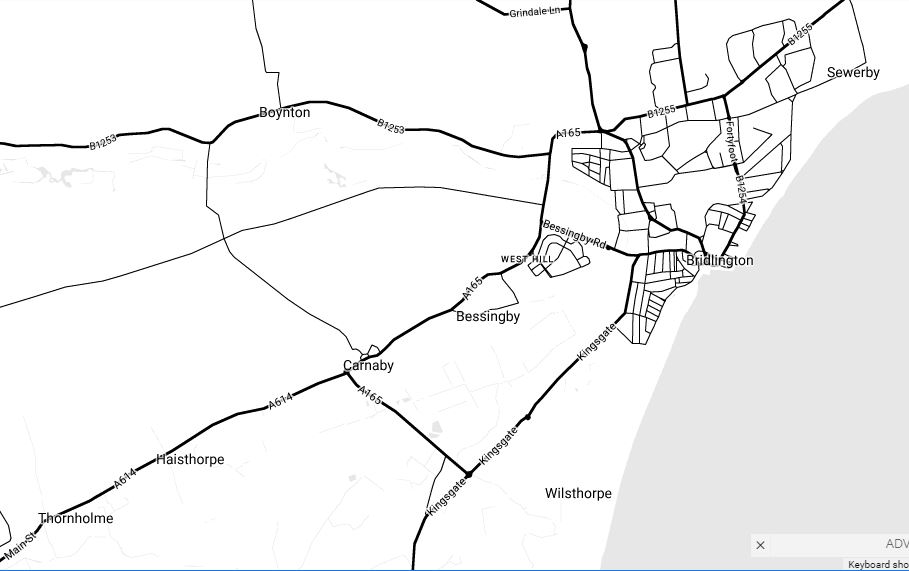 Grindale Ln
B1255
Sewerby
Boynton
B1253
B1253
A165
B1255
Fortyfoot
B1254
Bessingby Rd
WEST HILL
Bridlington
A165
Bessingby
Kingsgate
Carnaby
A165
A614
Kingsgate
Haisthorpe
A614
Kingsgate
Wilsthorpe
Thornholme
Main St
× ADV
Keyboard sho